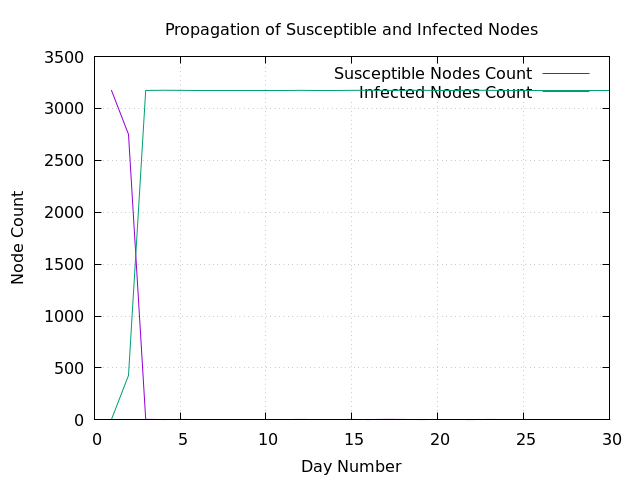 Propagation of Susceptible and Infected Nodes
3500
3000
2500
2000
1500
1000
500
0
Node Count
Susceptible Nodes Count
Infected Nodes Count
0 5 10 15 20 25 30
Day Number